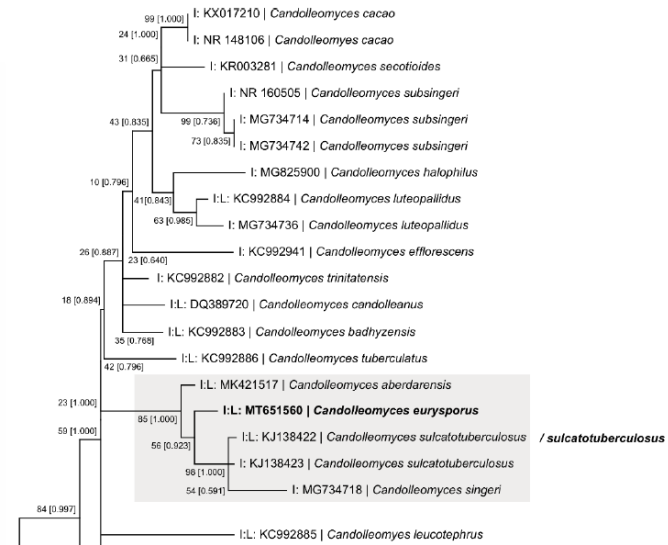 99 [1.000]
I: KX017210 | Candolleomyces cacao
24 [1.000]
I: NR 148106 | Candolleomyces cacao
31 [0.665]
I: KR003281 | Candolleomyces secotioides
I: NR 160505 | Candolleomyces subsingeri
99 [0.736]
I: MG734714 | Candolleomyces subsingeri
43 [0.835]
73 [0.835]
I: MG734742 | Candolleomyces subsingeri
I: MG825900 | Candolleomyces halophilus
10 [0.796]
41[0.843]
I:L: KC992884 | Candolleomyces luteopallidus
63 [0.985]
I: MG734736 | Candolleomyces luteopallidus
26 [0.887]
I: KC992941 | Candolleomyces efflorescens
23 [0.640]
I: KC992882 | Candolleomyces trinitatensis
18 [0.894]
I:L: DQ389720 | Candolleomyces candolleanus
I:L: KC992883 | Candolleomyces badhyzensis
35 [0.768]
I:L: KC992886 | Candolleomyces tuberculatus
42 [0.796]
I:L: MK421517 | Candolleomyces aberdarensis
23 [1.000]
I:L: MT651560 | Candolleomyces eurysporus
85 [1.000]
59 [1.000]
I:L: KJ138422 | Candolleomyces sulcatotuberculosus
/ sulcatotuberculosus
56 [0.923]
I: KJ138423 | Candolleomyces sulcatotuberculosus
98 [1.000]
54 [0.591]
I: MG734718 | Candolleomyces singeri
84 [0.997]
I:L: KC992885 | Candolleomyes leucotephrus